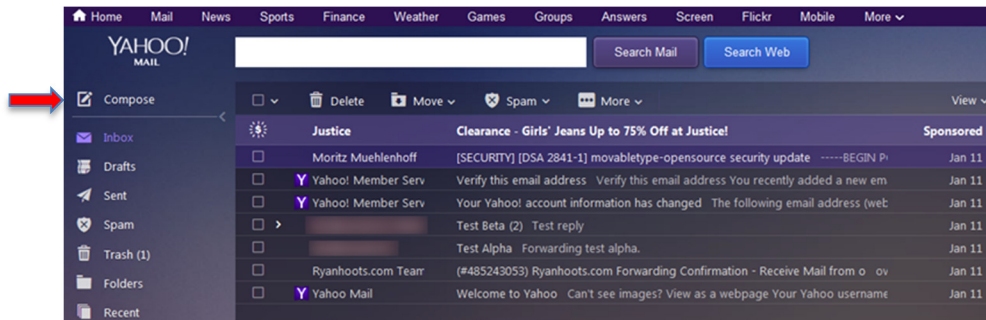 Home Mail News Sports Finance Weather Games Groups Answers Screen Flickr Mobile More
YAHOO!
MAIL
Search Mail Search Web
Compose
Delete Move Spam More View
Justice Clearance - Girls' Jeans Up to 75% Off at Justice! Sponsored
Inbox
Moritz Muehlenhoff [SECURITY] [DSA 2841-1] movabletype-opensource security update -----BEGIN P Jan 11
Drafts
Y Yahoo! Member Serv Verify this email address Verify this email address You recently added a new em Jan 11
Sent
Y Yahoo! Member Serv Your Yahoo! account information has changed The following email address (web Jan 11
Spam
Test Beta (2) Test reply Jan 11
Trash (1)
Test Alpha Forwarding test alpha. Jan 11
Ryanhoots.com Team (#485243053) Ryanhoots.com Forwarding Confirmation - Receive Mail from o ov Jan 11
Folders
Y Yahoo Mail Welcome to Yahoo Can't see images? View as a webpage Your Yahoo username Jan 11
Recent